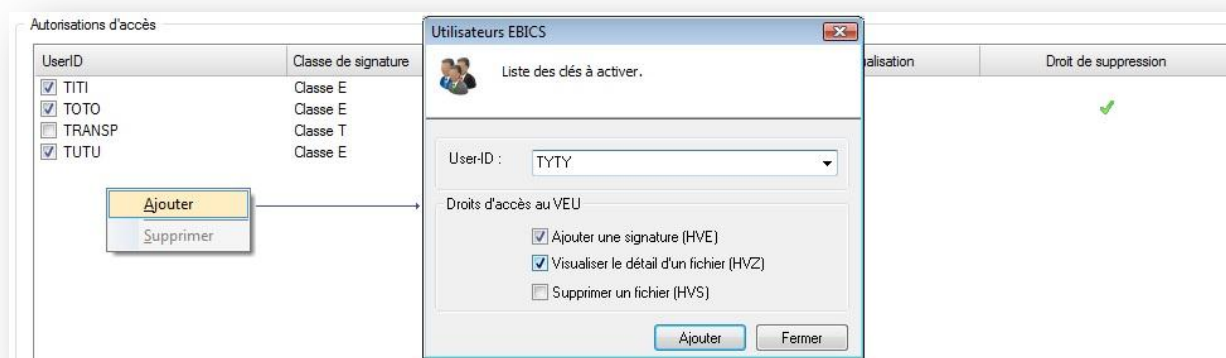 Autorisations d'accès
UserID Classe de signature alisation Droit de suppression
TITI Classe E
TOTO Classe E
TRANSP Classe T
TUTU Classe E
Ajouter
Supprimer
Utilisateurs EBICS
Liste des clés à activer.
User-ID : TYTY
Droits d'accès au VEU
Ajouter une signature (HVE)
Visualiser le détail d'un fichier (HVZ)
Supprimer un fichier (HVS)
Ajouter Fermer